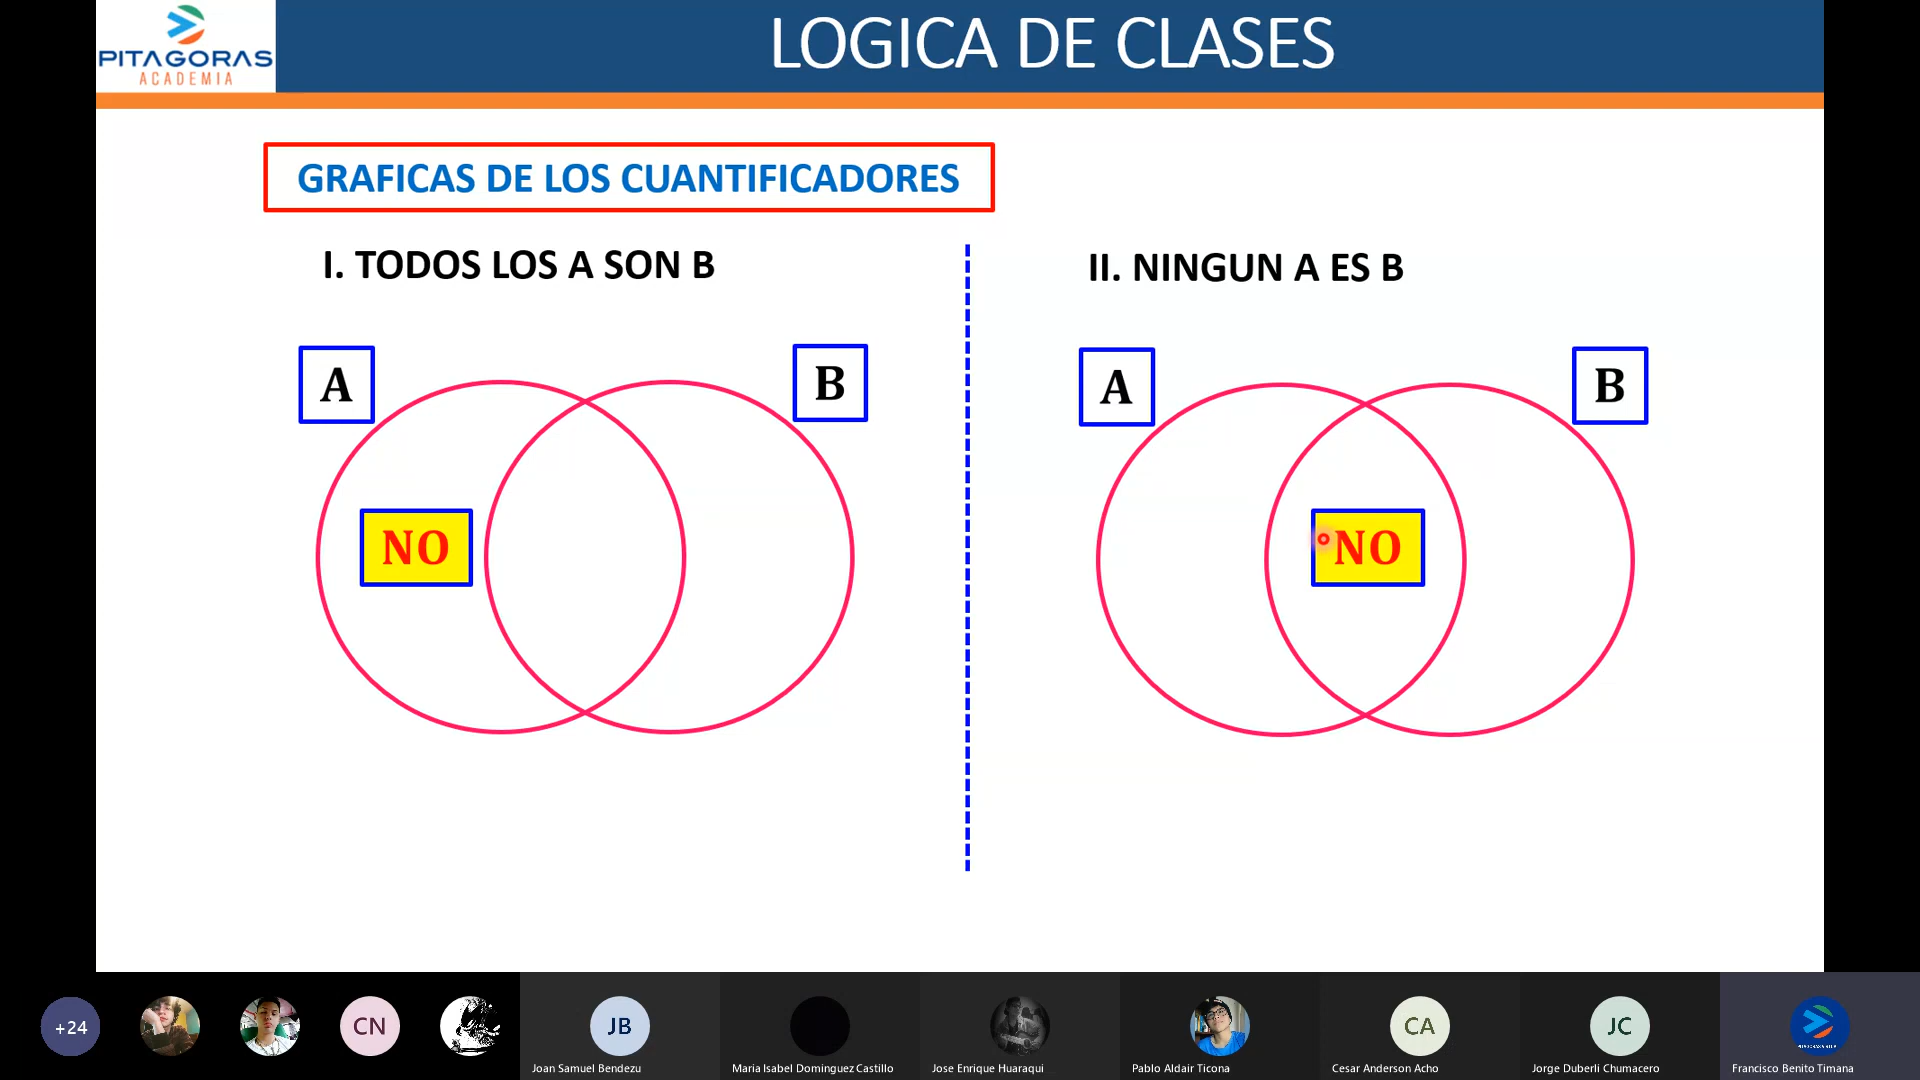 PITAGORAS
ACADEMIA
LOGICA DE CLASES
GRAFICAS DE LOS CUANTIFICADORES
I. TODOS LOS A SON B
A
B
NO
II. NINGUN A ES B
A
B
NO
+24
CN
JB
Joan Samuel Bendezu
Maria Isabel Dominguez Castillo
Jose Enrique Huaraqui
Pablo Aldair Ticona
CA
Cesar Anderson Acho
JC
Jorge Duberli Chumacero
Francisco Benito Timana